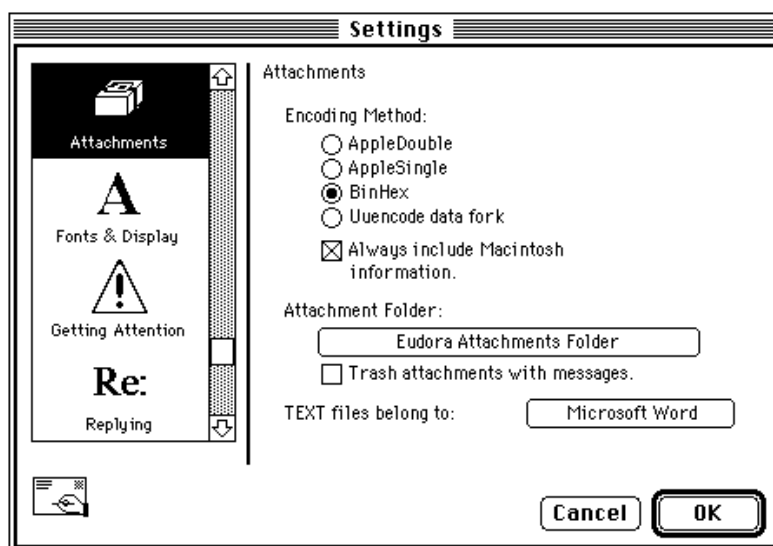 Settings
Attachments
Fonts & Display
Getting Attention
Re:
Replying
Attachments
Encoding Method:
AppleDouble
AppleSingle
BinHex
Uuencode data fork
Always include Macintosh
information.
Attachment Folder:
Eudora Attachments Folder
Trash attachments with messages.
TEXT files belong to:
Microsoft Word
Cancel
OK